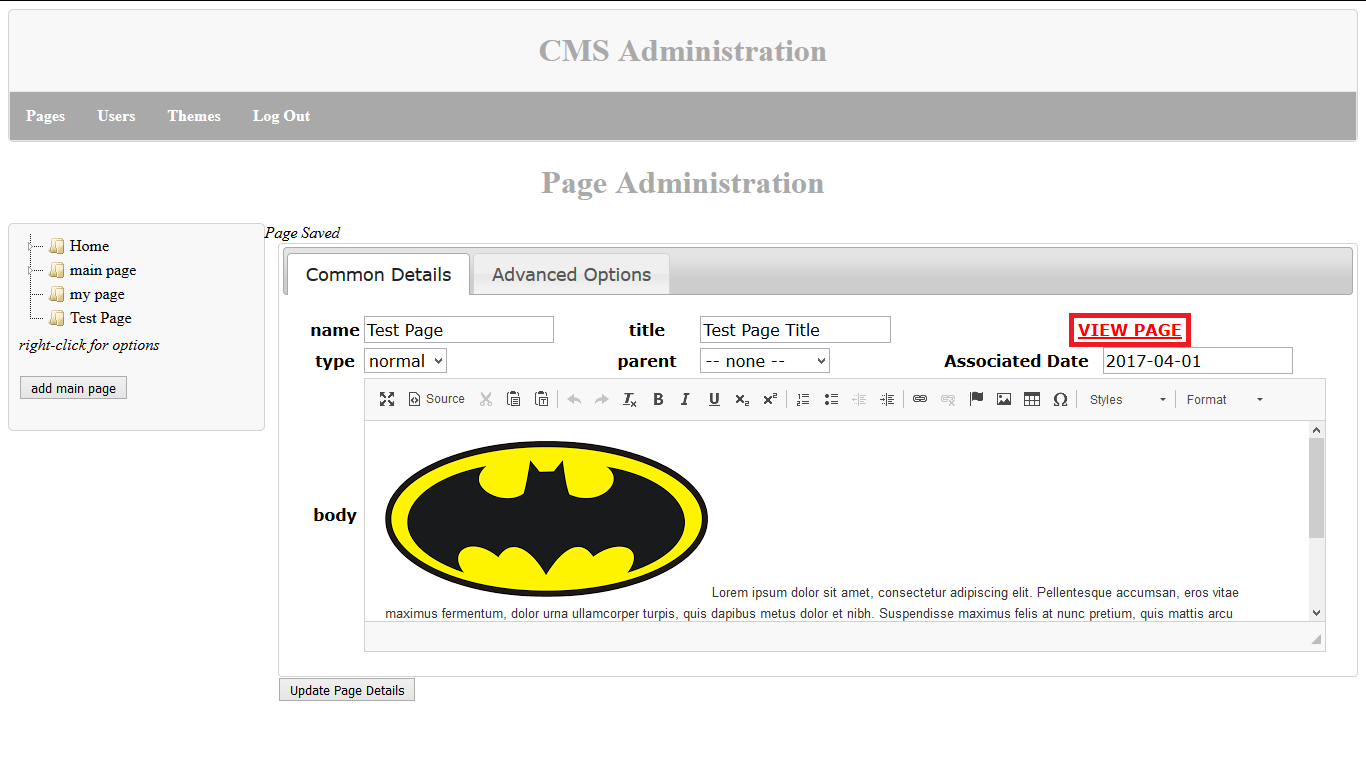 CMS Administration
Pages Users Themes Log Out
Page Administration
Home
main page
my page
Test Page
right-click for options
add main page
Page Saved
Common Details Advanced Options
name Test Page title Test Page Title VIEW PAGE
type normal parent -- none -- Associated Date 2017-04-01
Source Styles Format
body
Lorem ipsum dolor sit amet, consectetur adipiscing elit. Pellentesque accumsan, eros vitae
maximus fermentum, dolor urna ullamcorper turpis, quis dapibus metus dolor et nibh. Suspendisse maximus felis at nunc pretium, quis mattis arcu
Update Page Details